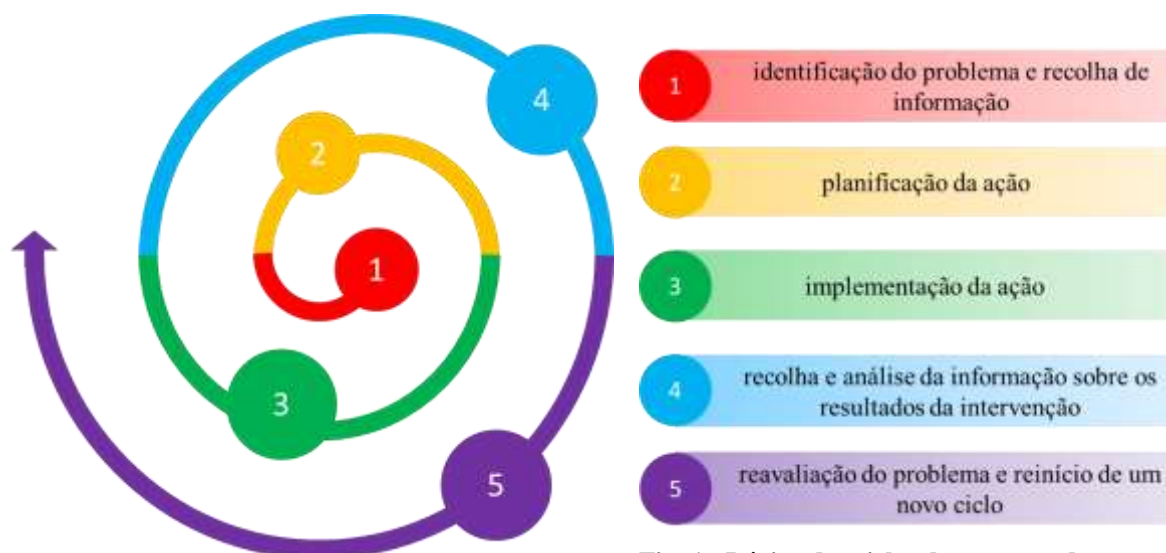 1
2
3
4
5
1
identificação do problema e recolha de
informação
2
planificação da ação
3
implementação da ação
4
recolha e análise da informação sobre os
resultados da intervenção
5
reavaliação do problema e reinício de um
novo ciclo